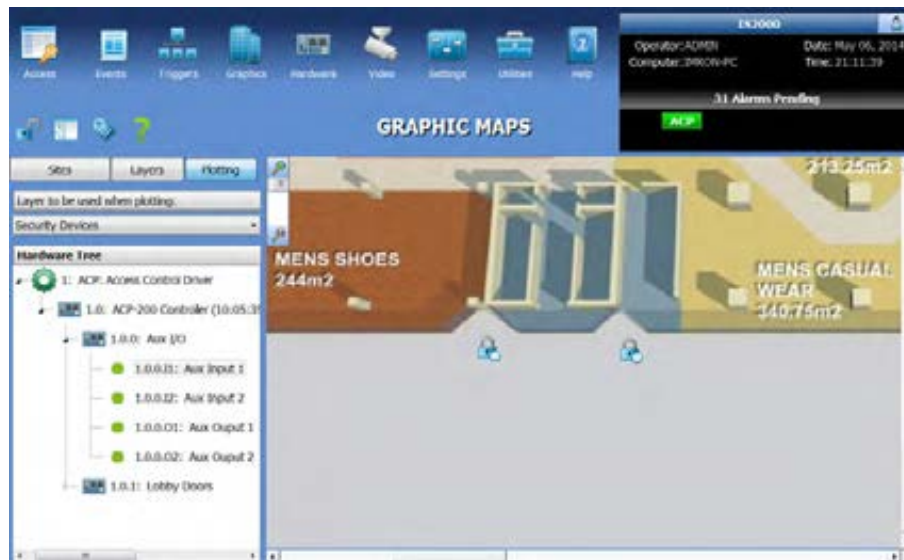 IS2000
Operator:ADMIN
Date: May 06, 2014
Time: 21:11:39
31 Alarms Pending
ACP
Access
Events
Triggers
Graphics
Hardware
Video
Settings
Utilities
Help
GRAPHIC MAPS
Sites
Layers
Plotting
Layer to be used when plotting.
Security Devices
Hardware Tree
1: ACP: Access Control Driver
1.0: ACP-200 Controller (10:05:3
1.0.0: Aux I/O
1.0.0.I1: Aux Input 1
1.0.0.I2: Aux Input 2
1.0.0.O1: Aux Ouput 1
1.0.0.O2: Aux Ouput 2
1.0.1: Lobby Doors
213.25m2
MENS SHOES
244m2
MENS CASUAL
WEAR
340.75m2